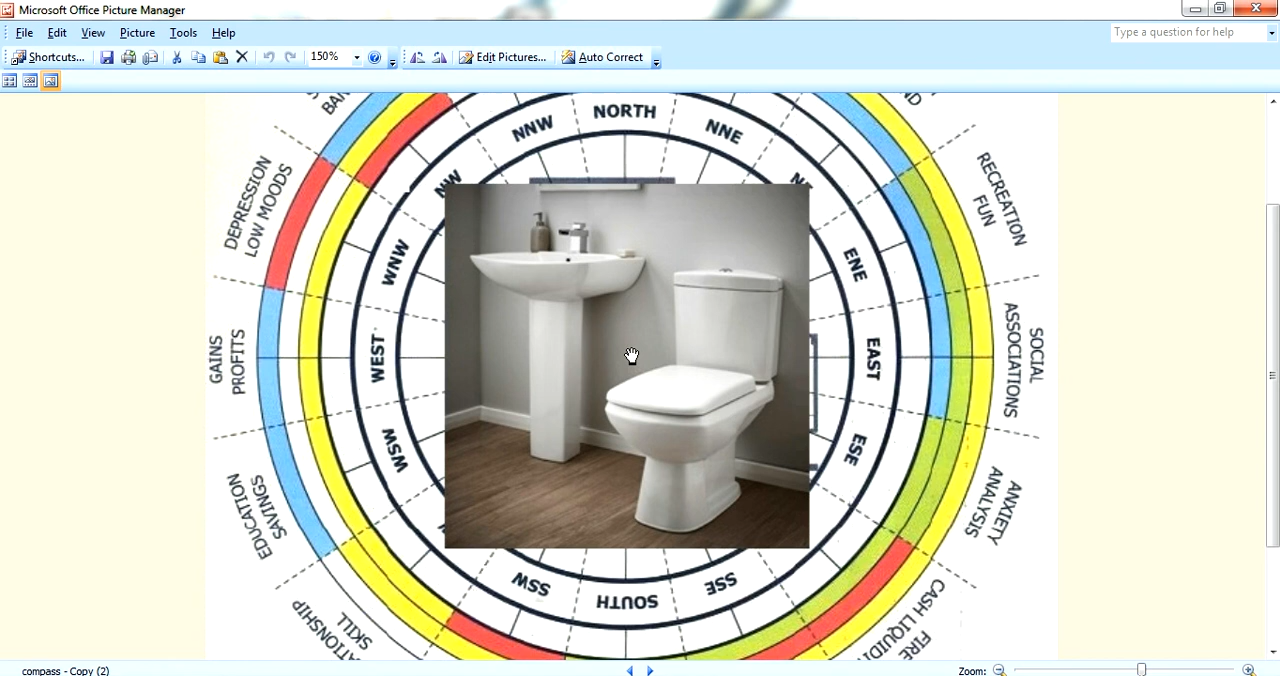 Microsoft Office Picture Manager
File Edit View Picture Tools Help
Type a question for help
Shortcuts... 150% Edit Pictures... Auto Correct
NORTH
NNW
NNE
NW
DEPRESSION
LOW MOODS
RECREATION
FUN
WNW
ENE
GAINS
PROFITS
WEST
EAST
SOCIAL
ASSOCIATIONS
WSW
ESE
EDUCATION
SAVINGS
ANXIETY
ANALYSIS
SSW
SOUTH
SSE
SKILL
CASH
FIRE
compass - Copy (2)
Zoom: